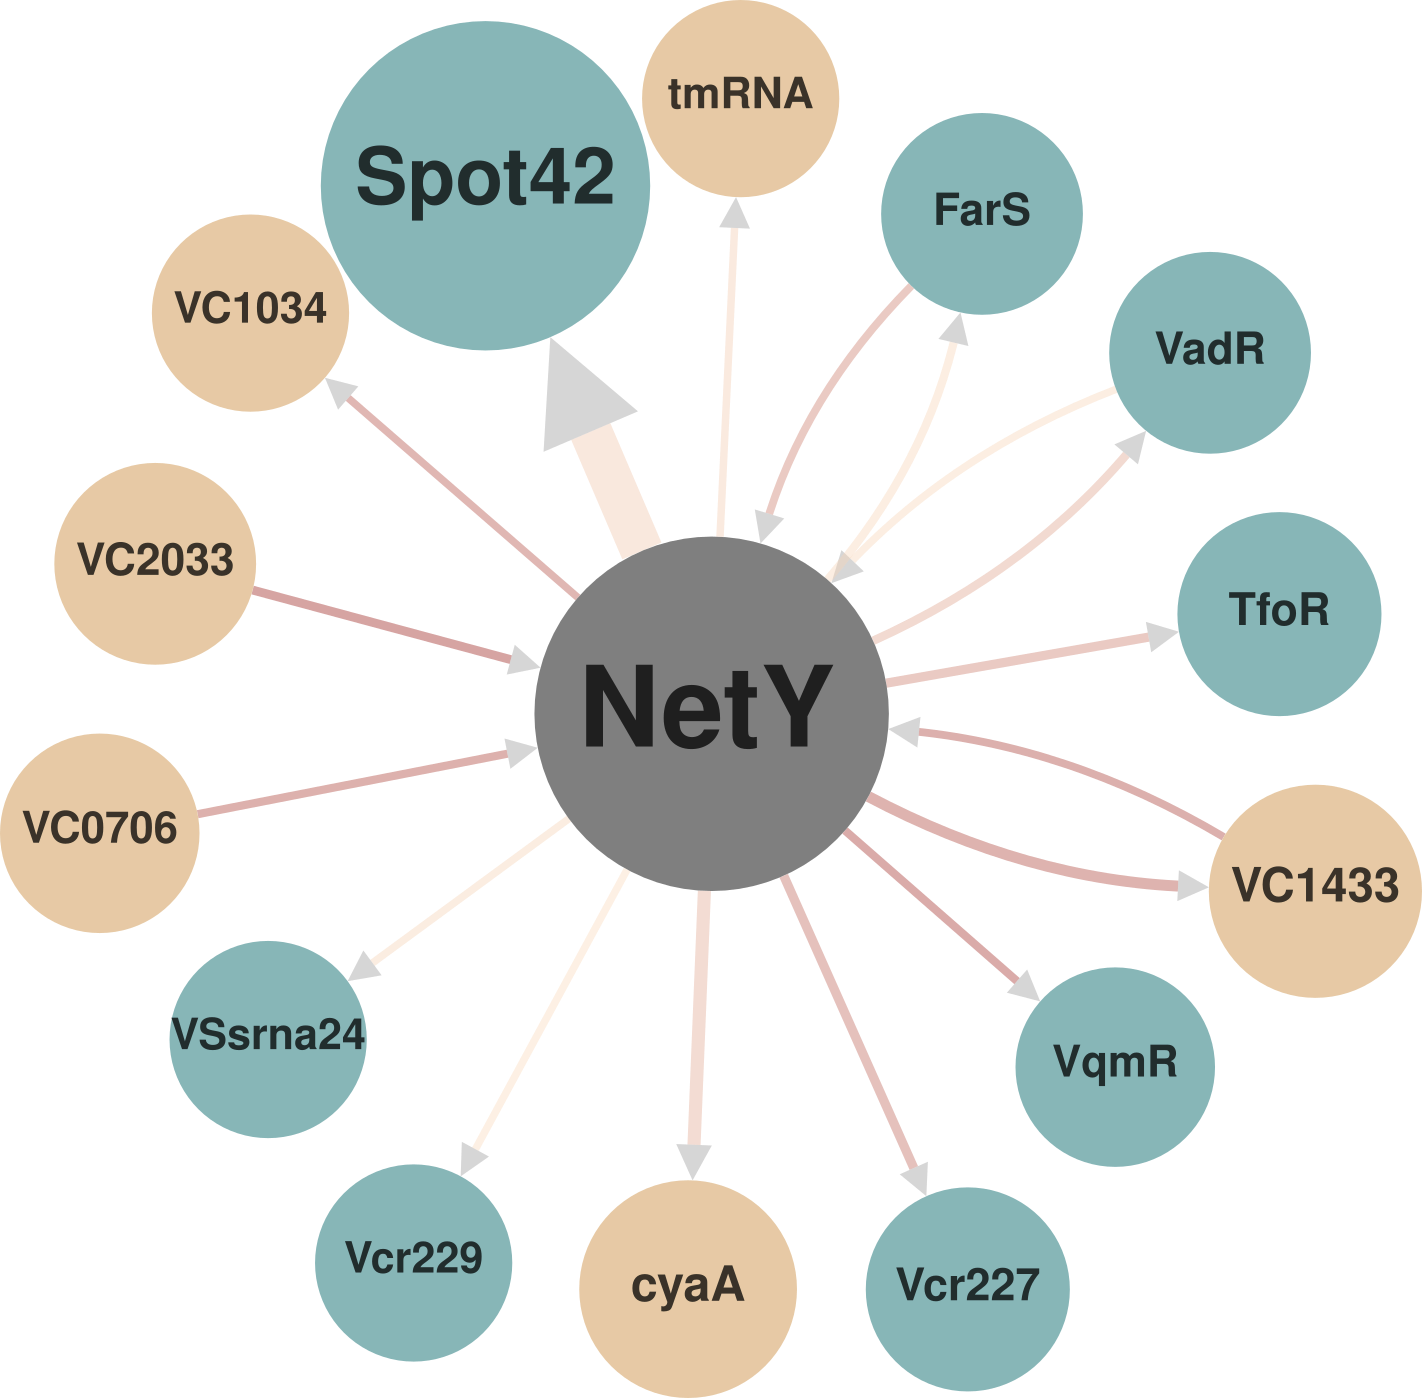 tmRNA
Spot42
FarS
VC1034
VadR
VC2033
TfoR
NetY
VC0706
VC1433
VSsrna24
VqmR
Vcr229
cyaA
Vcr227